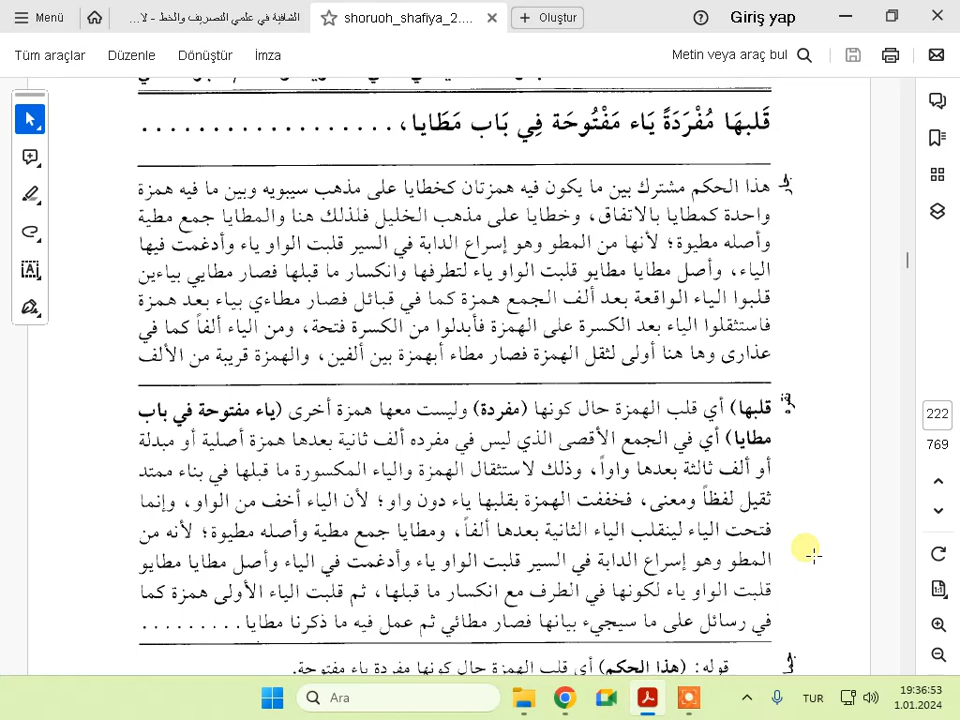 Menü
الشافية في علمي التصريف والخط - لا...
shoruoh_shafiya_2....
Oluştur
Giriş yap
Tüm araçlar
Düzenle
Dönüştür
İmza
Metin veya araç bul
قَلبهَا مُفْرَدَةً يَاء مَفْتُوحَة فِي بَاب مَطَايا، . . . . . . . . . . . . . . . . . .
هذا الحكم مشترك بين ما يكون فيه همزتان كخطايا على مذهب سيبويه وبين ما فيه همزة
واحدة كمطايا بالاتفاق، وخطايا على مذهب الخليل فلذلك هنا والمطايا جمع مطية
وأصله مطيوة؛ لأنها من المطو وهو إسراع الدابة في السير قلبت الواو ياء وأدغمت فيها
الياء، وأصل مطايا مطايو قلبت الواو ياء لتطرفها وانكسار ما قبلها فصار مطايي بياءين
قلبوا الياء الواقعة بعد ألف الجمع همزة كما في قبائل فصار مطاءي بياء بعد همزة
فاستثقلوا الياء بعد الكسرة على الهمزة فأبدلوا من الكسرة فتحة، ومن الياء ألفاً كما في
عذارى وها هنا أولى لثقل الهمزة فصار مطاء أبهمزة بين ألفين، والهمزة قريبة من الألف
قلبها) أي قلب الهمزة حال كونها (مفردة) وليست معها همزة أخرى (ياء مفتوحة في باب
مطايا) أي في الجمع الأقصى الذي ليس في مفرده ألف ثانية بعدها همزة أصلية أو مبدلة
أو ألف ثالثة بعدها واواً، وذلك لاستثقال الهمزة والياء المكسورة ما قبلها في بناء ممتد
ثقيل لفظاً ومعنى، فخففت الهمزة بقلبها ياء دون واو؛ لأن الياء أخف من الواو، وإنما
فتحت الياء لينقلب الياء الثانية بعدها ألفاً، ومطايا جمع مطية وأصله مطيوة؛ لأنه من
المطو وهو إسراع الدابة في السير قلبت الواو ياء وأدغمت في الياء وأصل مطايا مطايو
قلبت الواو ياء لكونها في الطرف مع انكسار ما قبلها، ثم قلبت الياء الأولى همزة كما
في رسائل على ما سيجيء بيانها فصار مطائي ثم عمل فيه ما ذكرنا مطايا . . . . . . . . .
قوله: (هذا الحكم) أي قلب الهمزة حال كونها مفردة ياء مفتوحة.
222
769
Ara
TUR
19:36:53
1.01.2024